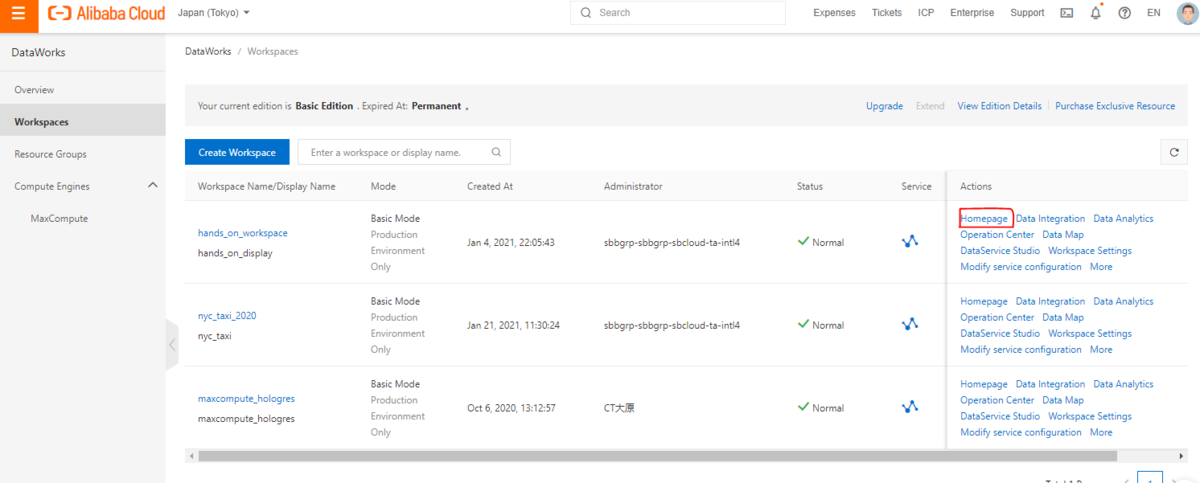 Alibaba Cloud Japan (Tokyo) Search Expenses Tickets ICP Enterprise Support EN
DataWorks
DataWorks / Workspaces
Overview
Workspaces
Resource Groups
Compute Engines
MaxCompute
Your current edition is Basic Edition . Expired At: Permanent . Upgrade Extend View Edition Details Purchase Exclusive Resource
Create Workspace Enter a workspace or display name.
Workspace Name/Display Name Mode Created At Administrator Status Service Actions
hands_on_workspace
hands_on_display
Basic Mode
Production
Environment
Only
Jan 4, 2021, 22:05:43
sbbgrp-sbbgrp-sbcloud-ta-intl4
Normal
Homepage Data Integration Data Analytics
Operation Center Data Map
DataService Studio Workspace Settings
Modify service configuration More
nyc_taxi_2020
nyc_taxi
Basic Mode
Production
Environment
Only
Jan 21, 2021, 11:30:24
sbbgrp-sbbgrp-sbcloud-ta-intl4
Normal
Homepage Data Integration Data Analytics
Operation Center Data Map
DataService Studio Workspace Settings
Modify service configuration More
maxcompute_hologres
maxcompute_hologres
Basic Mode
Production
Environment
Only
Oct 6, 2020, 13:12:57
CT大原
Normal
Homepage Data Integration Data Analytics
Operation Center Data Map
DataService Studio Workspace Settings
Modify service configuration More